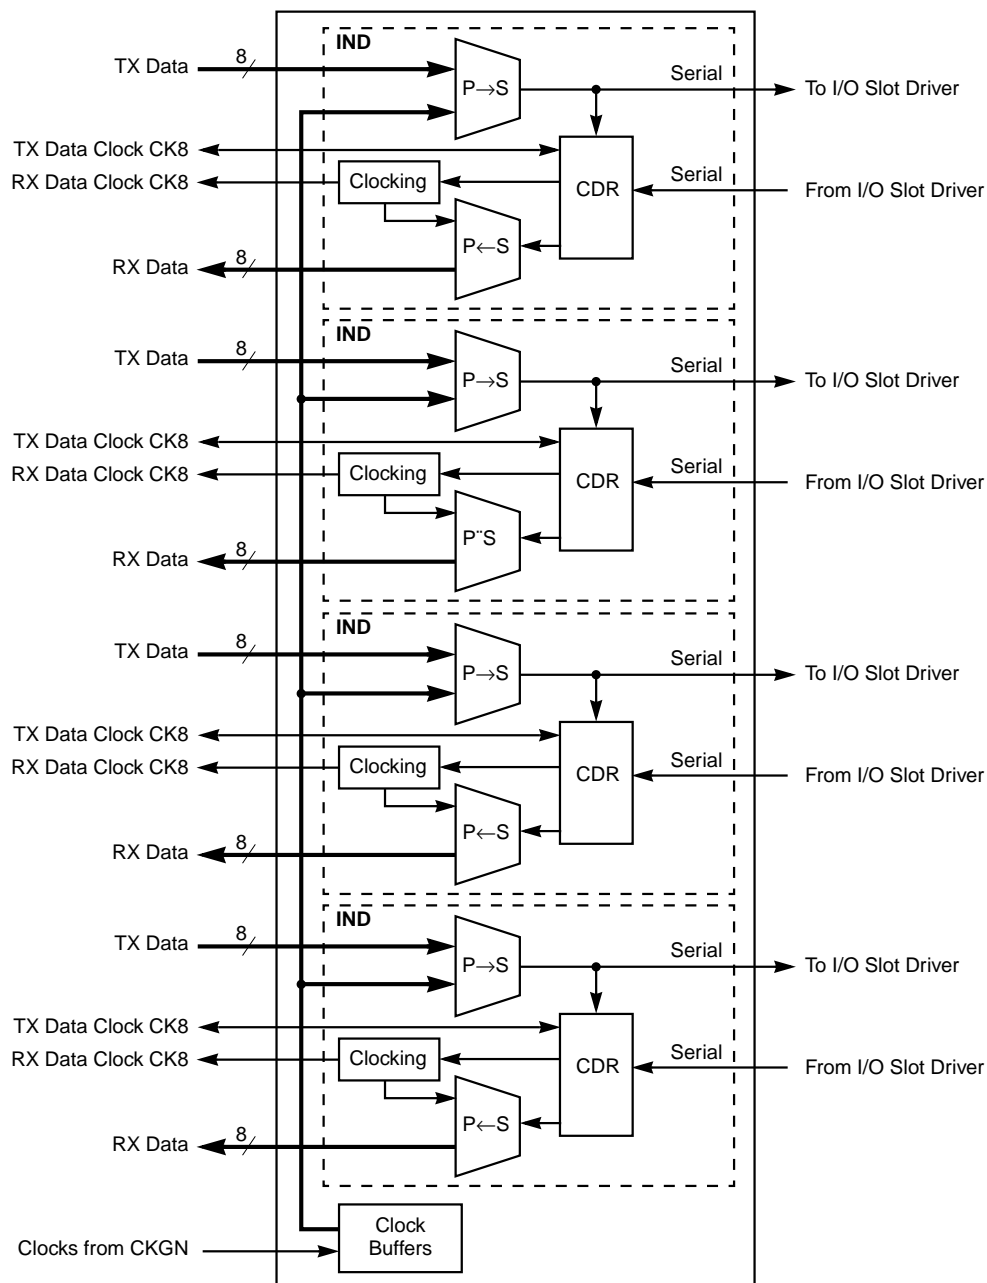 IND
TX Data
8
P→S
Serial
To I/O Slot Driver
TX Data Clock CK8
RX Data Clock CK8
Clocking
CDR
Serial
From I/O Slot Driver
P←S
RX Data
8
IND
TX Data
8
P→S
Serial
To I/O Slot Driver
TX Data Clock CK8
RX Data Clock CK8
Clocking
CDR
Serial
From I/O Slot Driver
P¨S
RX Data
8
IND
TX Data
8
P→S
Serial
To I/O Slot Driver
TX Data Clock CK8
RX Data Clock CK8
Clocking
CDR
Serial
From I/O Slot Driver
P←S
RX Data
8
IND
TX Data
8
P→S
Serial
To I/O Slot Driver
TX Data Clock CK8
RX Data Clock CK8
Clocking
CDR
Serial
From I/O Slot Driver
P←S
RX Data
8
Clock
Buffers
Clocks from CKGN